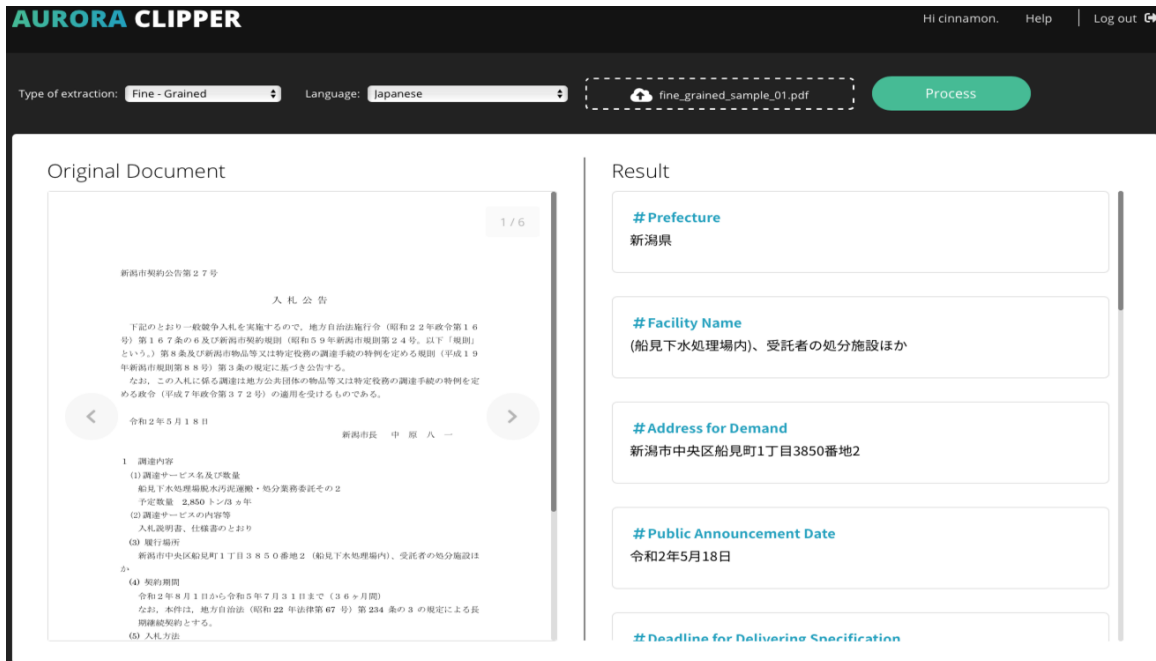 AURORA CLIPPER
Hi cinnamon.
Help
Log out
Type of extraction:
Fine - Grained
Language:
Japanese
fine_grained_sample_01.pdf
Process
Original Document
1 / 6
新潟市契約公告第２７号
入 札 公 告
下記のとおり一般競争入札を実施するので、地方自治法施行令（昭和２２年政令第１６
号）第１６７条の６及び新潟市契約規則（昭和５９年新潟市規則第２４号。以下「規則」
という。）第８条及び新潟市物品等又は特定役務の調達手続の特例を定める規則（平成１９
年新潟市規則第８８号）第３条の規定に基づき公告する。
なお、この入札に係る調達は地方公共団体の物品等又は特定役務の調達手続の特例を定
める政令（平成７年政令第３７２号）の適用を受けるものである。
令和２年５月１８日
新潟市長 中 原 八 一
1 調達内容
(1) 調達サービス名及び数量
船見下水処理場脱水汚泥運搬・処分業務委託その２
予定数量 2,850 トン/3 ヵ年
(2) 調達サービスの内容等
入札説明書、仕様書のとおり
(3) 履行場所
新潟市中央区船見町１丁目３８５０番地２（船見下水処理場内）、受託者の処分施設ほ
か
(4) 契約期間
令和２年８月１日から令和５年７月３１日まで（３６ヶ月間）
なお、本件は、地方自治法（昭和 22 年法律第 67 号）第 234 条の 3 の規定による長
期継続契約とする。
(5) 入札方法
Result
#Prefecture
新潟県
#Facility Name
(船見下水処理場内)、受託者の処分施設ほか
#Address for Demand
新潟市中央区船見町1丁目3850番地2
#Public Announcement Date
令和2年5月18日
#Deadline for Delivering Specification